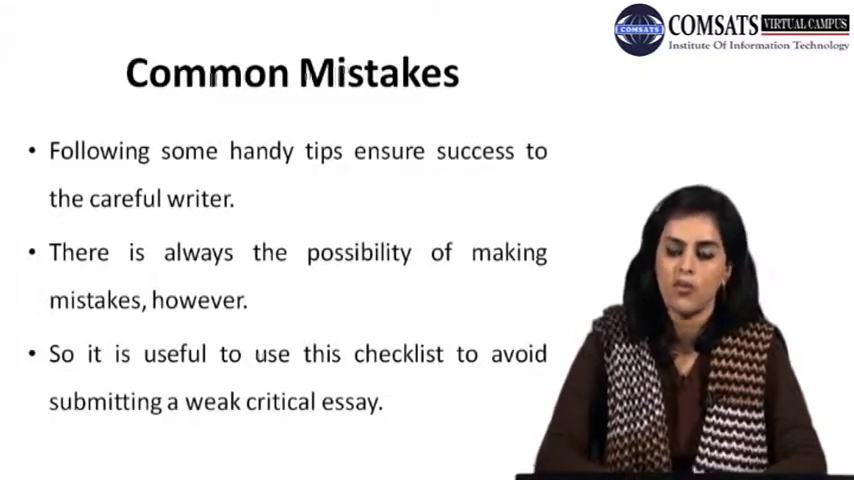 COMSATS VIRTUAL CAMPUS
COMSATS
Institute Of Information Technology
Common Mistakes
• Following some handy tips ensure success to
the careful writer.
• There is always the possibility of making
mistakes, however.
• So it is useful to use this checklist to avoid
submitting a weak critical essay.